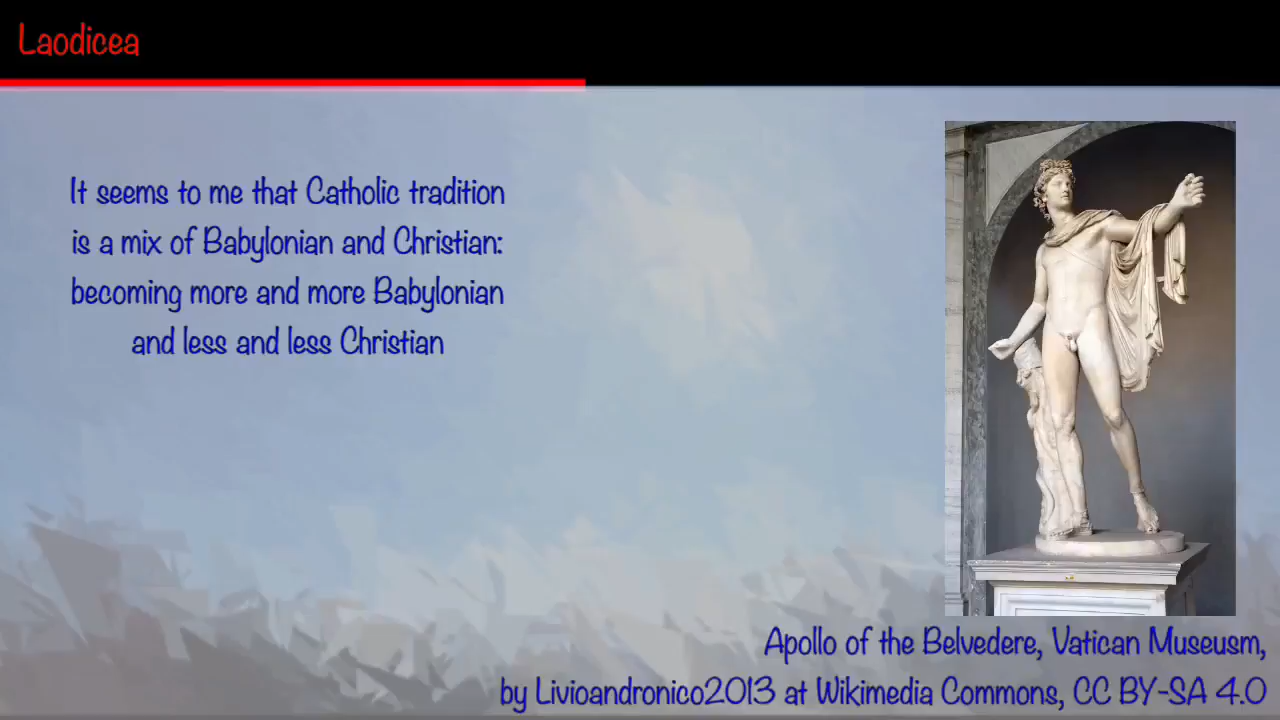 Laodicea
It seems to me that Catholic tradition
is a mix of Babylonian and Christian:
becoming more and more Babylonian
and less and less Christian
Apollo of the Belvedere, Vatican Museusm,
by Livioandronico2013 at Wikimedia Commons, CC BY-SA 4.0